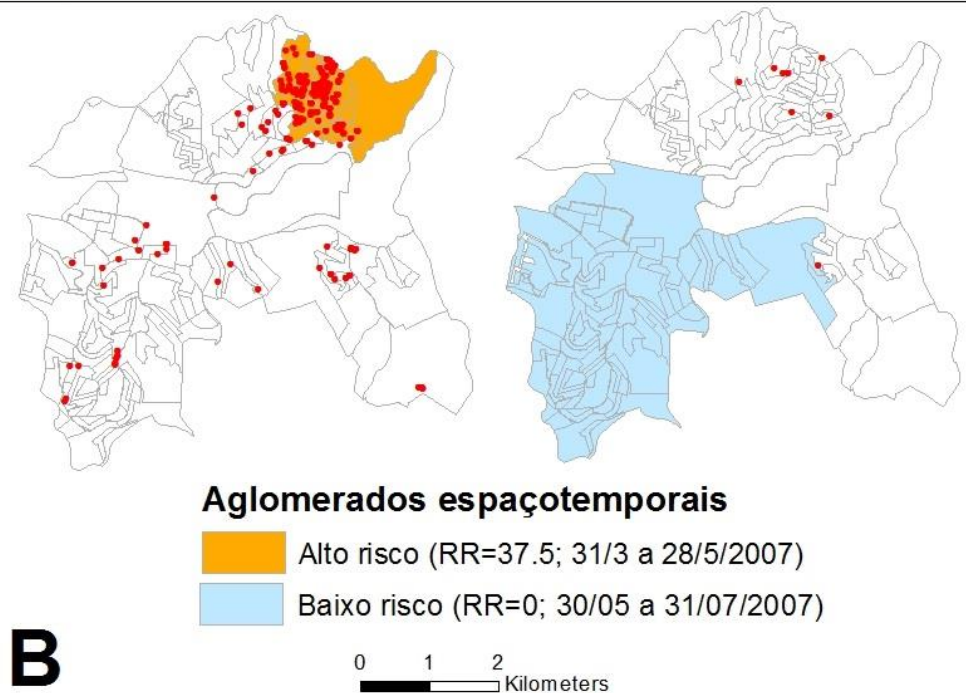 Aglomerados espaçotemporais
Alto risco (RR=37.5; 31/3 a 28/5/2007)
Baixo risco (RR=0; 30/05 a 31/07/2007)
B
0 1 2
Kilometers